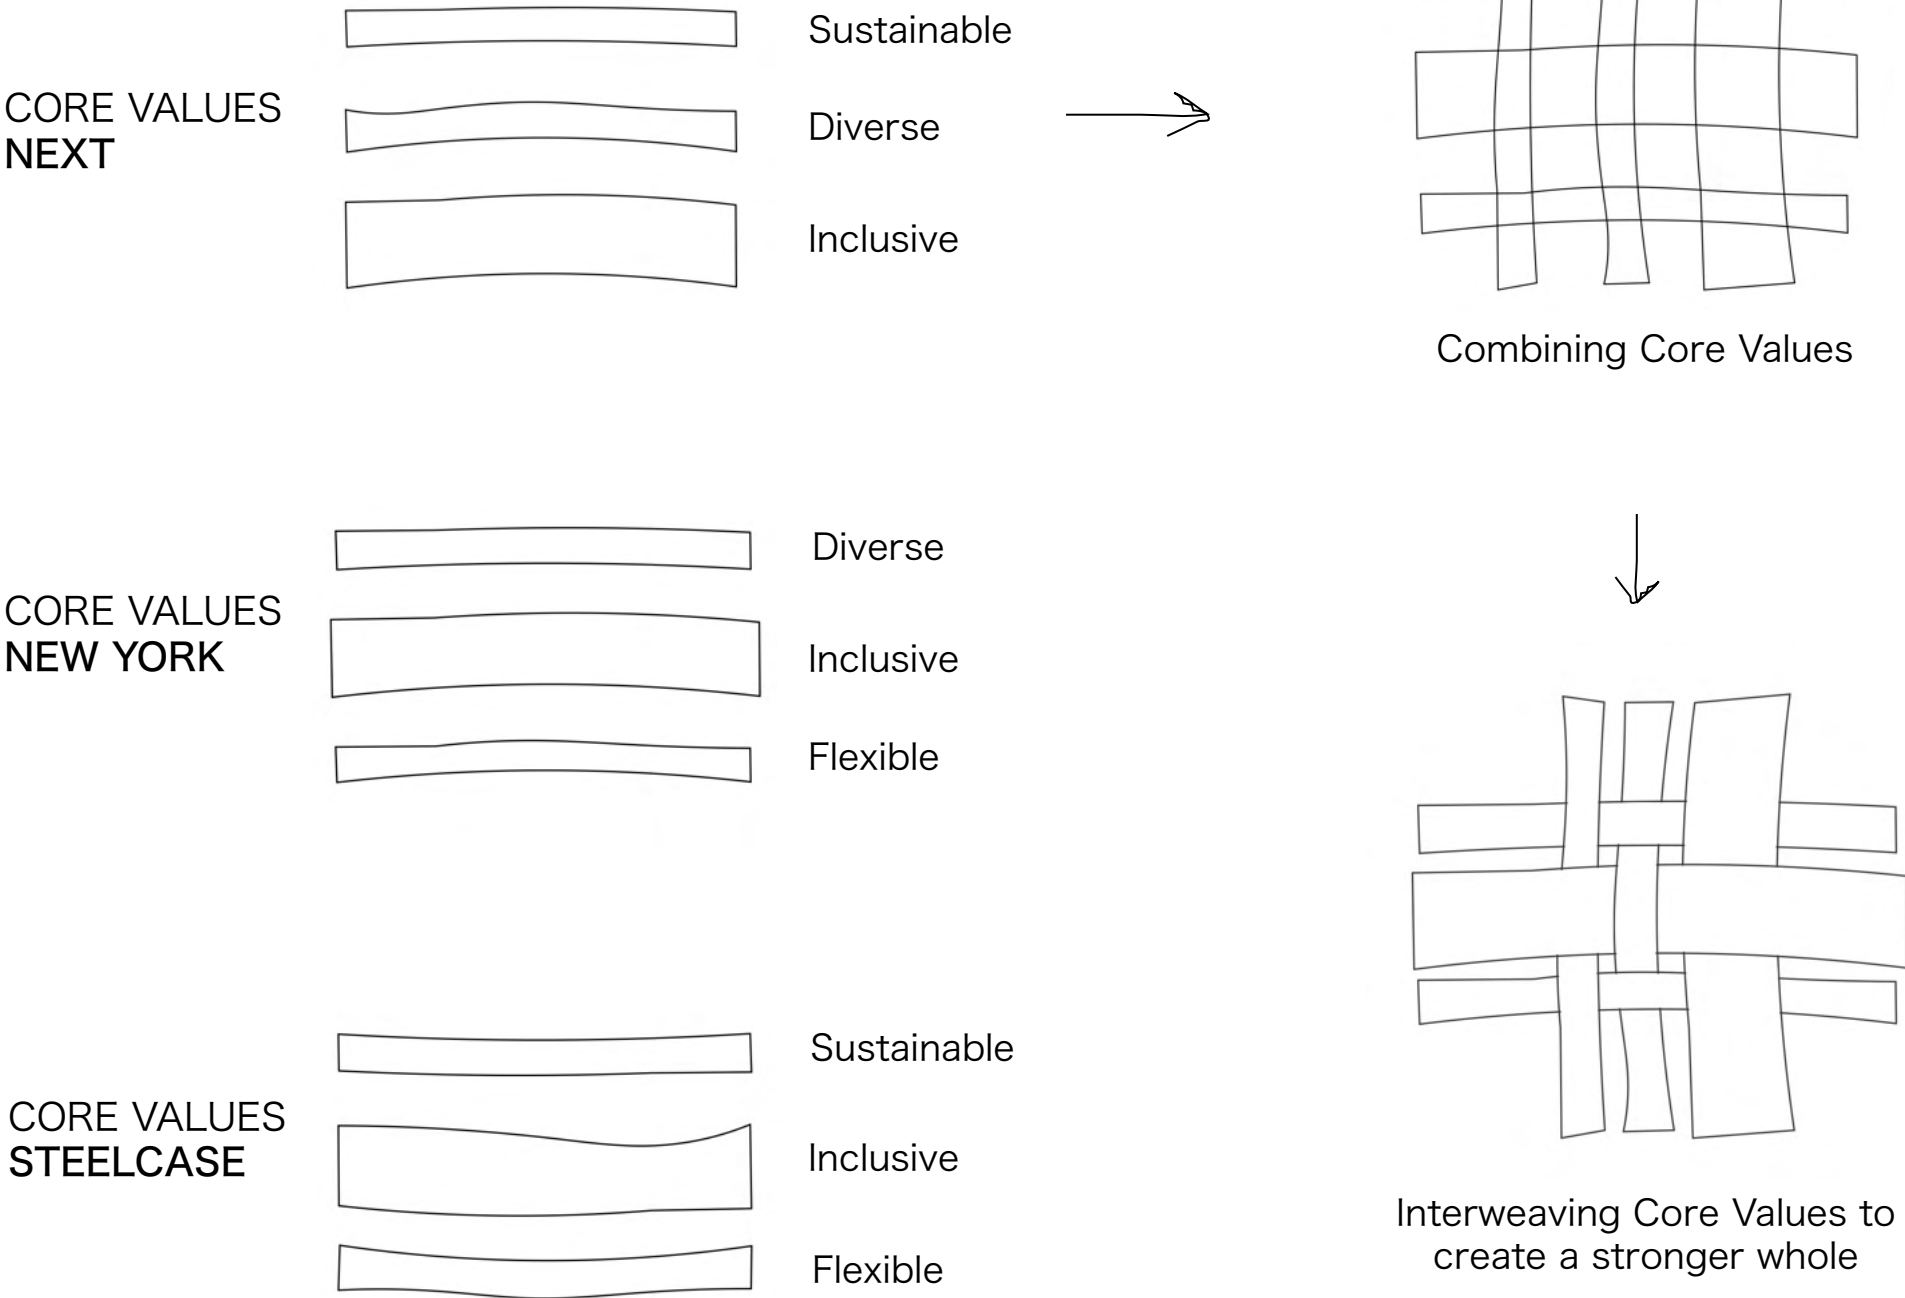 CORE VALUES
NEXT
Sustainable
Diverse
Inclusive
Combining Core Values
CORE VALUES
NEW YORK
Diverse
Inclusive
Flexible
CORE VALUES
STEELCASE
Sustainable
Inclusive
Flexible
Interweaving Core Values to
create a stronger whole